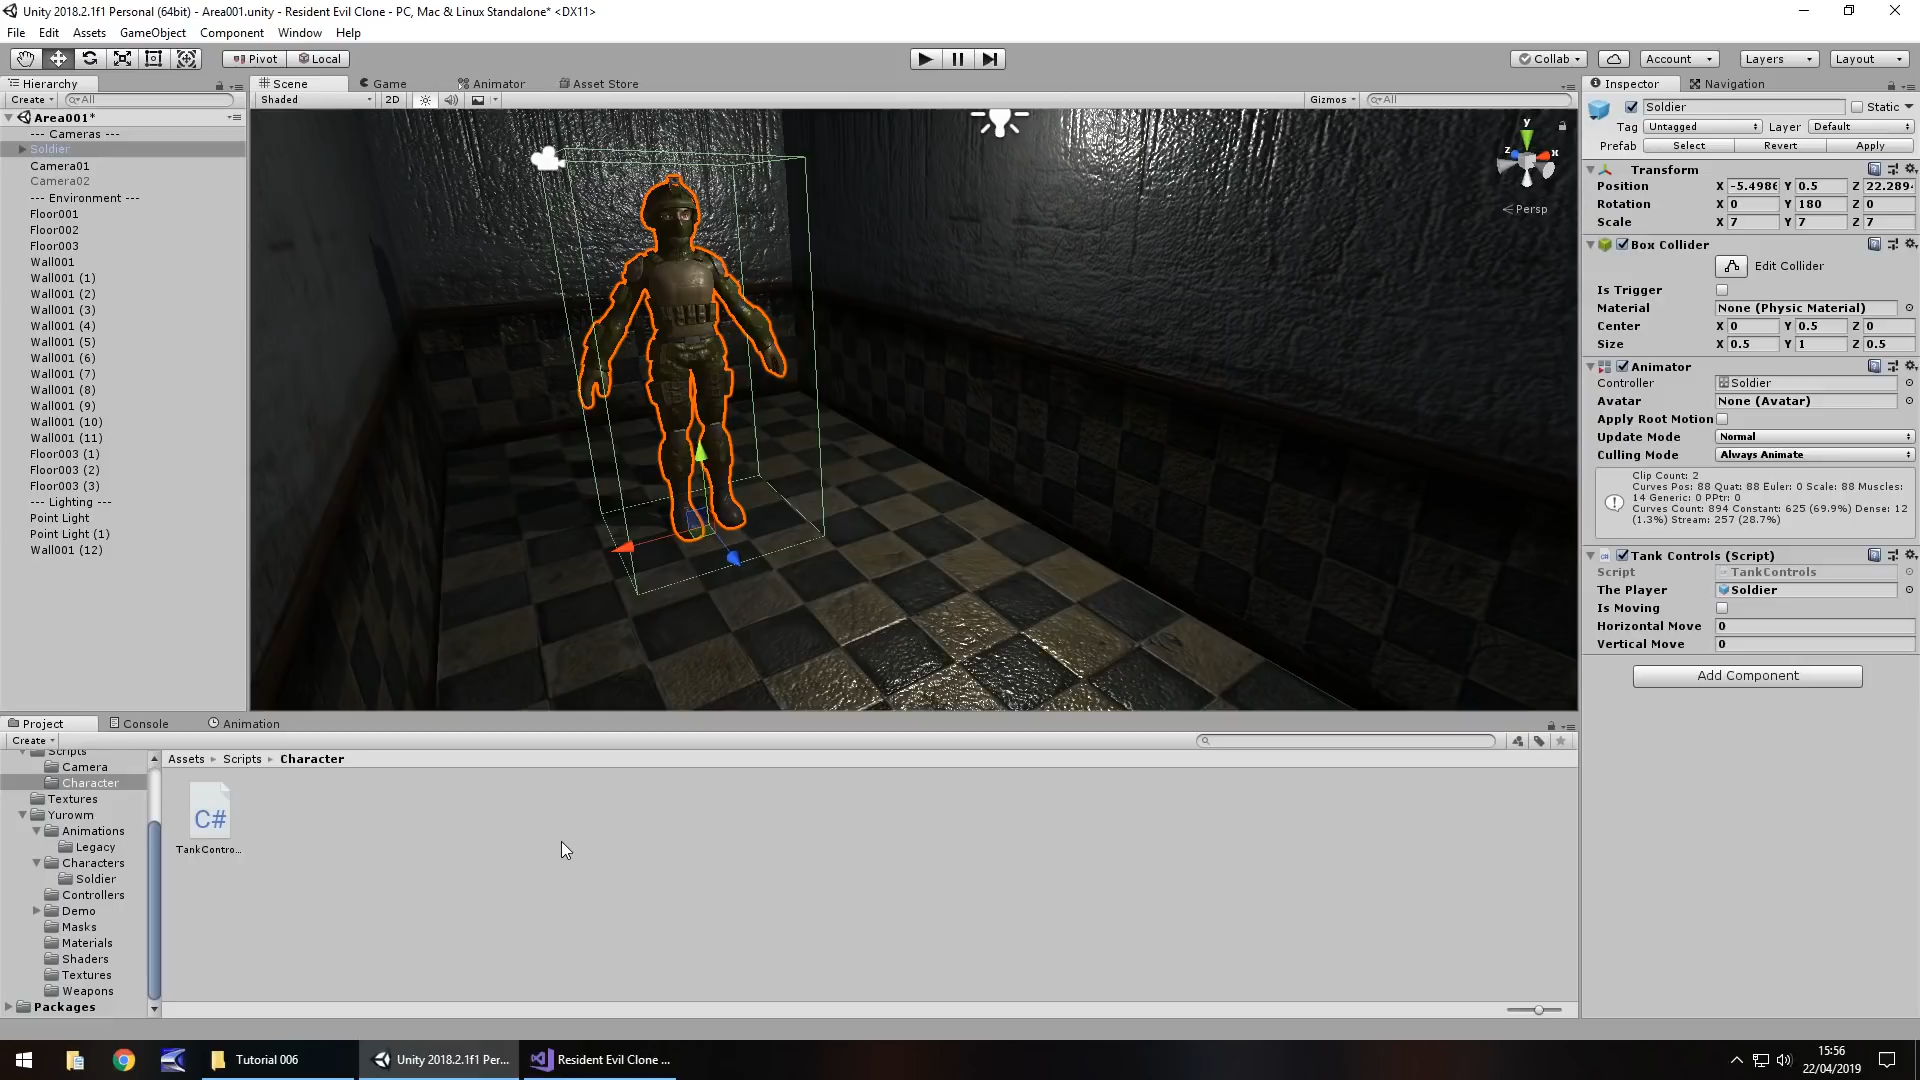 Unity 2018.2.1f1 Personal (64bit) - Area001.unity - Resident Evil Clone - PC, Mac & Linux Standalone* <DX11>
File Edit Assets GameObject Component Window Help
Pivot Local Collab Account Layers Layout
Hierarchy
Create All
Area001*
--- Cameras ---
Soldier
Camera01
Camera02
--- Environment ---
Floor001
Floor002
Floor003
Wall001
Wall001 (1)
Wall001 (2)
Wall001 (3)
Wall001 (4)
Wall001 (5)
Wall001 (6)
Wall001 (7)
Wall001 (8)
Wall001 (9)
Wall001 (10)
Wall001 (11)
Floor003 (1)
Floor003 (2)
Floor003 (3)
--- Lighting ---
Point Light
Point Light (1)
Wall001 (12)
Scene Game Animator Asset Store
Shaded 2D Gizmos All
y
z x
Persp
Inspector Navigation
Soldier Static
Tag Untagged Layer Default
Prefab Select Revert Apply
Transform
Position X -5.4986 Y 0.5 Z 22.289
Rotation X 0 Y 180 Z 0
Scale X 7 Y 7 Z 7
Box Collider
Edit Collider
Is Trigger
Material None (Physic Material)
Center X 0 Y 0.5 Z 0
Size X 0.5 Y 1 Z 0.5
Animator
Controller Soldier
Avatar None (Avatar)
Apply Root Motion
Update Mode Normal
Culling Mode Always Animate
Clip Count: 2
Curves Pos: 88 Quat: 88 Euler: 0 Scale: 88 Muscles:
14 Generic: 0 PPtr: 0
Curves Count: 894 Constant: 625 (69.9%) Dense: 12
(1.3%) Stream: 257 (28.7%)
Tank Controls (Script)
Script TankControls
The Player Soldier
Is Moving
Horizontal Move 0
Vertical Move 0
Add Component
Project Console Animation
Create
Scripts
Camera
Character
Textures
Yurowm
Animations
Legacy
Characters
Soldier
Controllers
Demo
Masks
Materials
Shaders
Textures
Weapons
Packages
Assets Scripts Character
C#
TankContro...
Tutorial 006
Unity 2018.2.1f1 Per...
Resident Evil Clone ...
15:56
22/04/2019